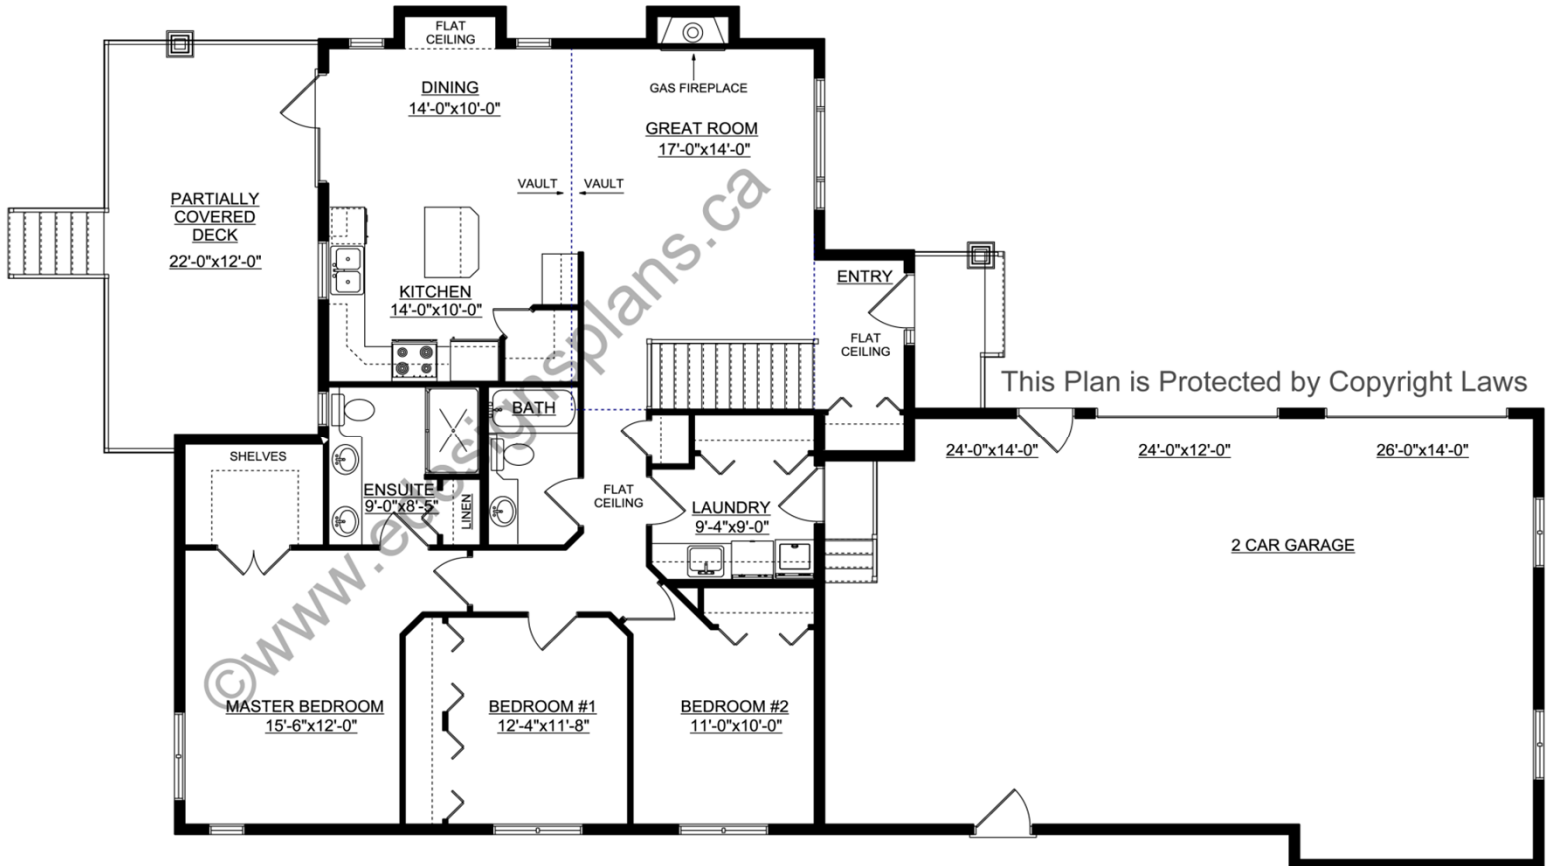 FLAT
CEILING
DINING
14'-0"x10'-0"
GAS FIREPLACE
GREAT ROOM
17'-0"x14'-0"
VAULT
VAULT
PARTIALLY
COVERED
DECK
22'-0"x12'-0"
KITCHEN
14'-0"x10'-0"
ENTRY
FLAT
CEILING
This Plan is Protected by Copyright Laws
BATH
SHELVES
ENSUITE
9'-0"x8'-5"
LINEN
FLAT
CEILING
LAUNDRY
9'-4"x9'-0"
24'-0"x14'-0"
24'-0"x12'-0"
26'-0"x14'-0"
2 CAR GARAGE
MASTER BEDROOM
15'-6"x12'-0"
BEDROOM #1
12'-4"x11'-8"
BEDROOM #2
11'-0"x10'-0"
©www.edesignsplans.ca